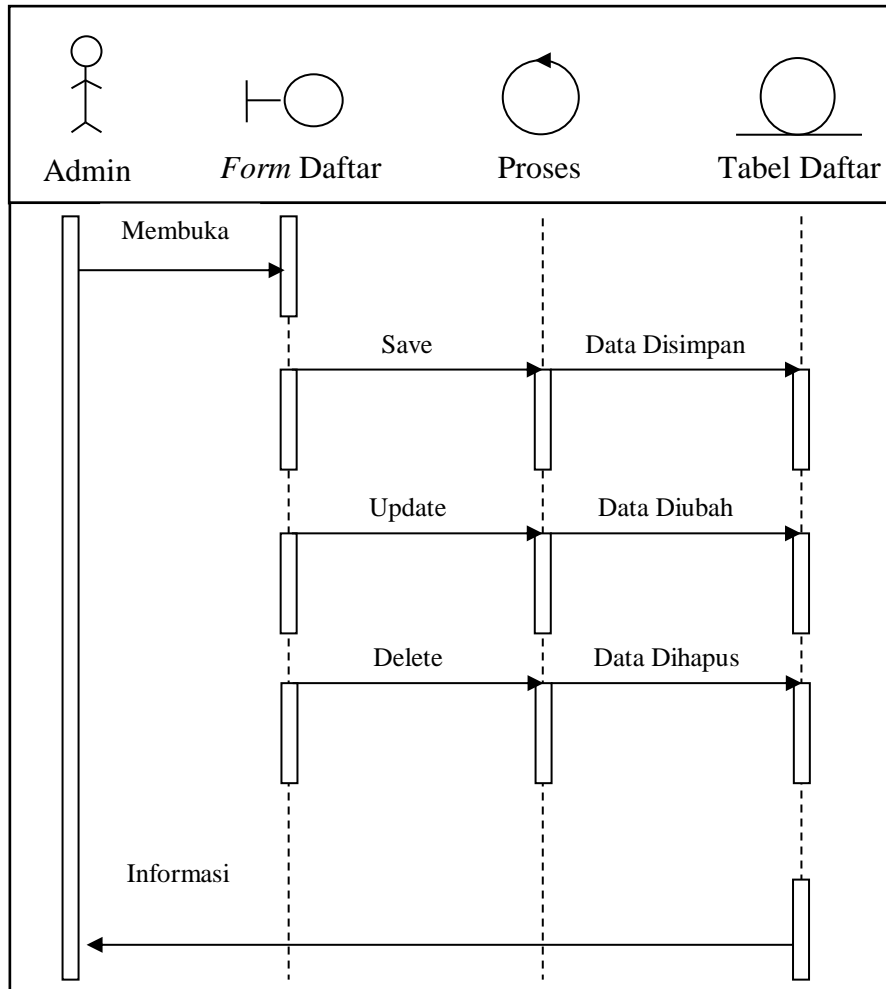 Admin
Form Daftar
Proses
Tabel Daftar
Membuka
Save
Data Disimpan
Update
Data Diubah
Delete
Data Dihapus
Informasi